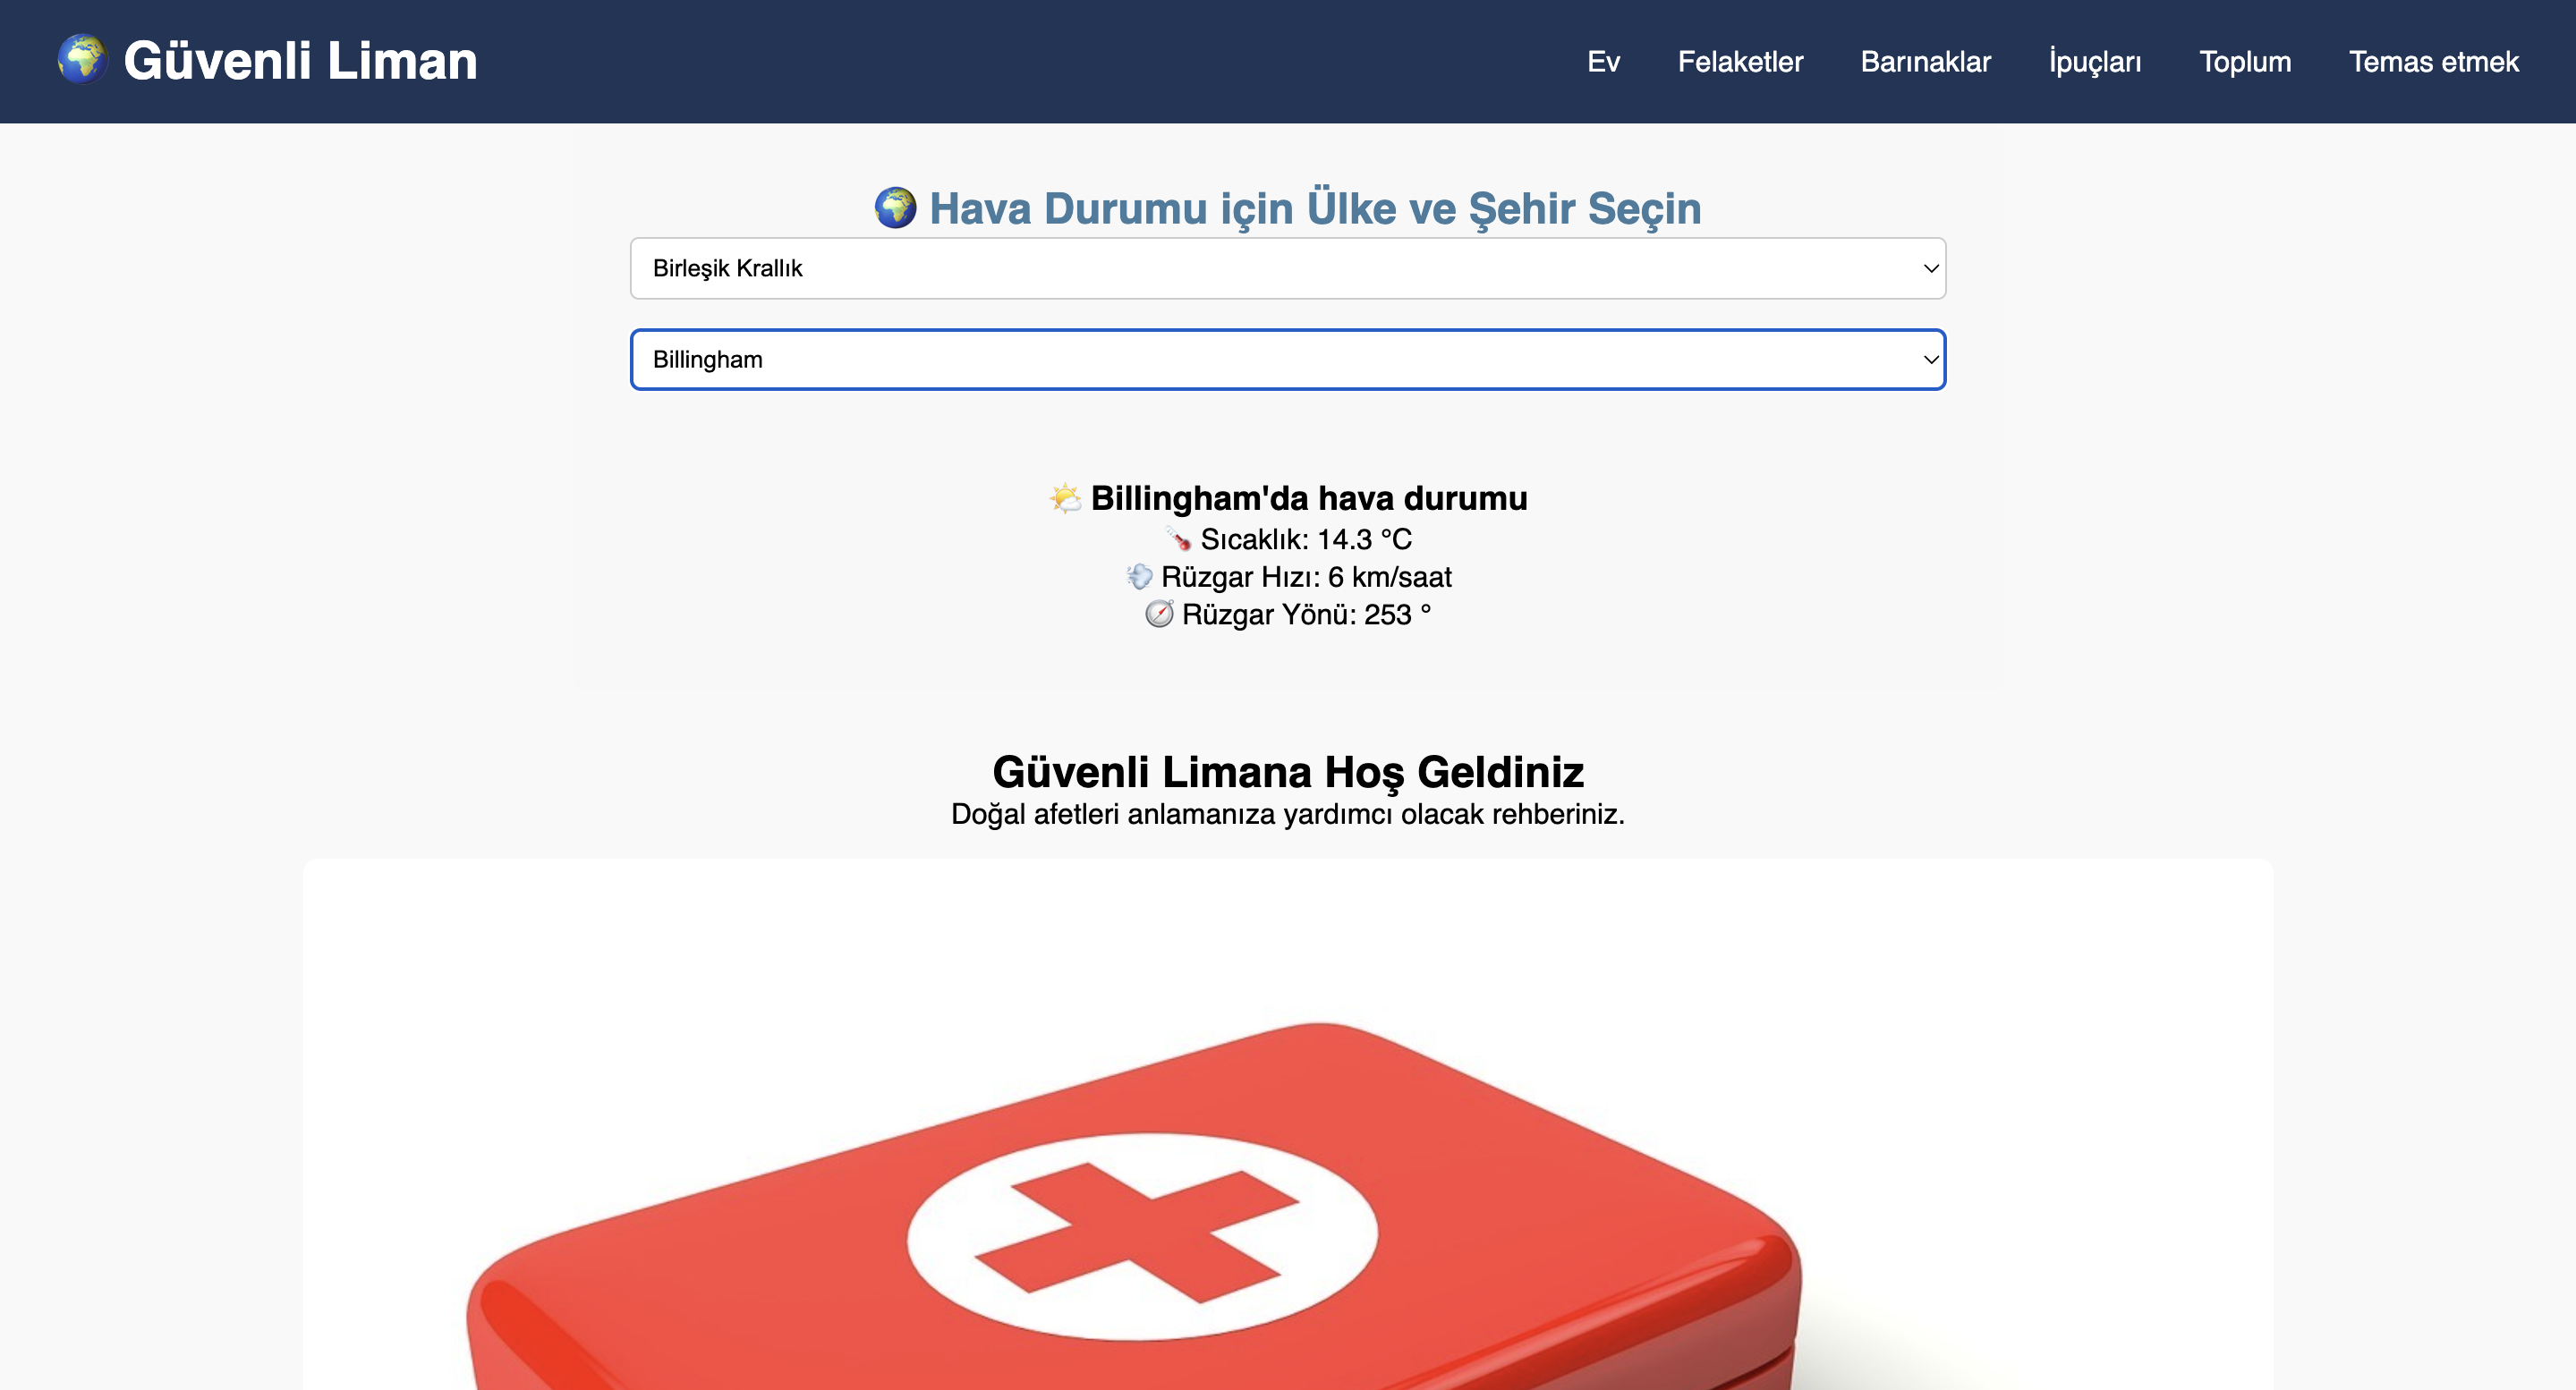 Güvenli Liman
Ev Felaketler Barınaklar İpuçları Toplum Temas etmek
Hava Durumu için Ülke ve Şehir Seçin
Birleşik Krallık
Billingham
Billingham'da hava durumu
Sıcaklık: 14.3 °C
Rüzgar Hızı: 6 km/saat
Rüzgar Yönü: 253 °
Güvenli Limana Hoş Geldiniz
Doğal afetleri anlamanıza yardımcı olacak rehberiniz.